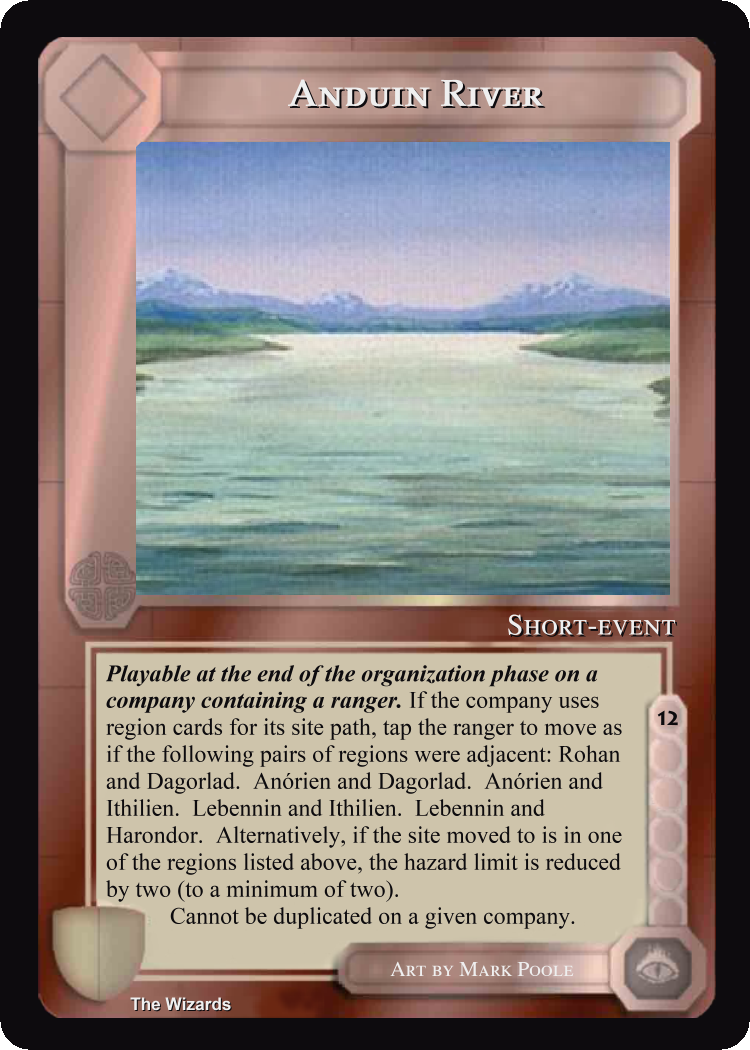 Anduin River
Short-event
Playable at the end of the organization phase on a
company containing a ranger. If the company uses
region cards for its site path, tap the ranger to move as
if the following pairs of regions were adjacent: Rohan
and Dagorlad. Anórien and Dagorlad. Anórien and
Ithilien. Lebennin and Ithilien. Lebennin and
Harondor. Alternatively, if the site moved to is in one
of the regions listed above, the hazard limit is reduced
by two (to a minimum of two).
Cannot be duplicated on a given company.
12
Art by Mark Poole
The Wizards